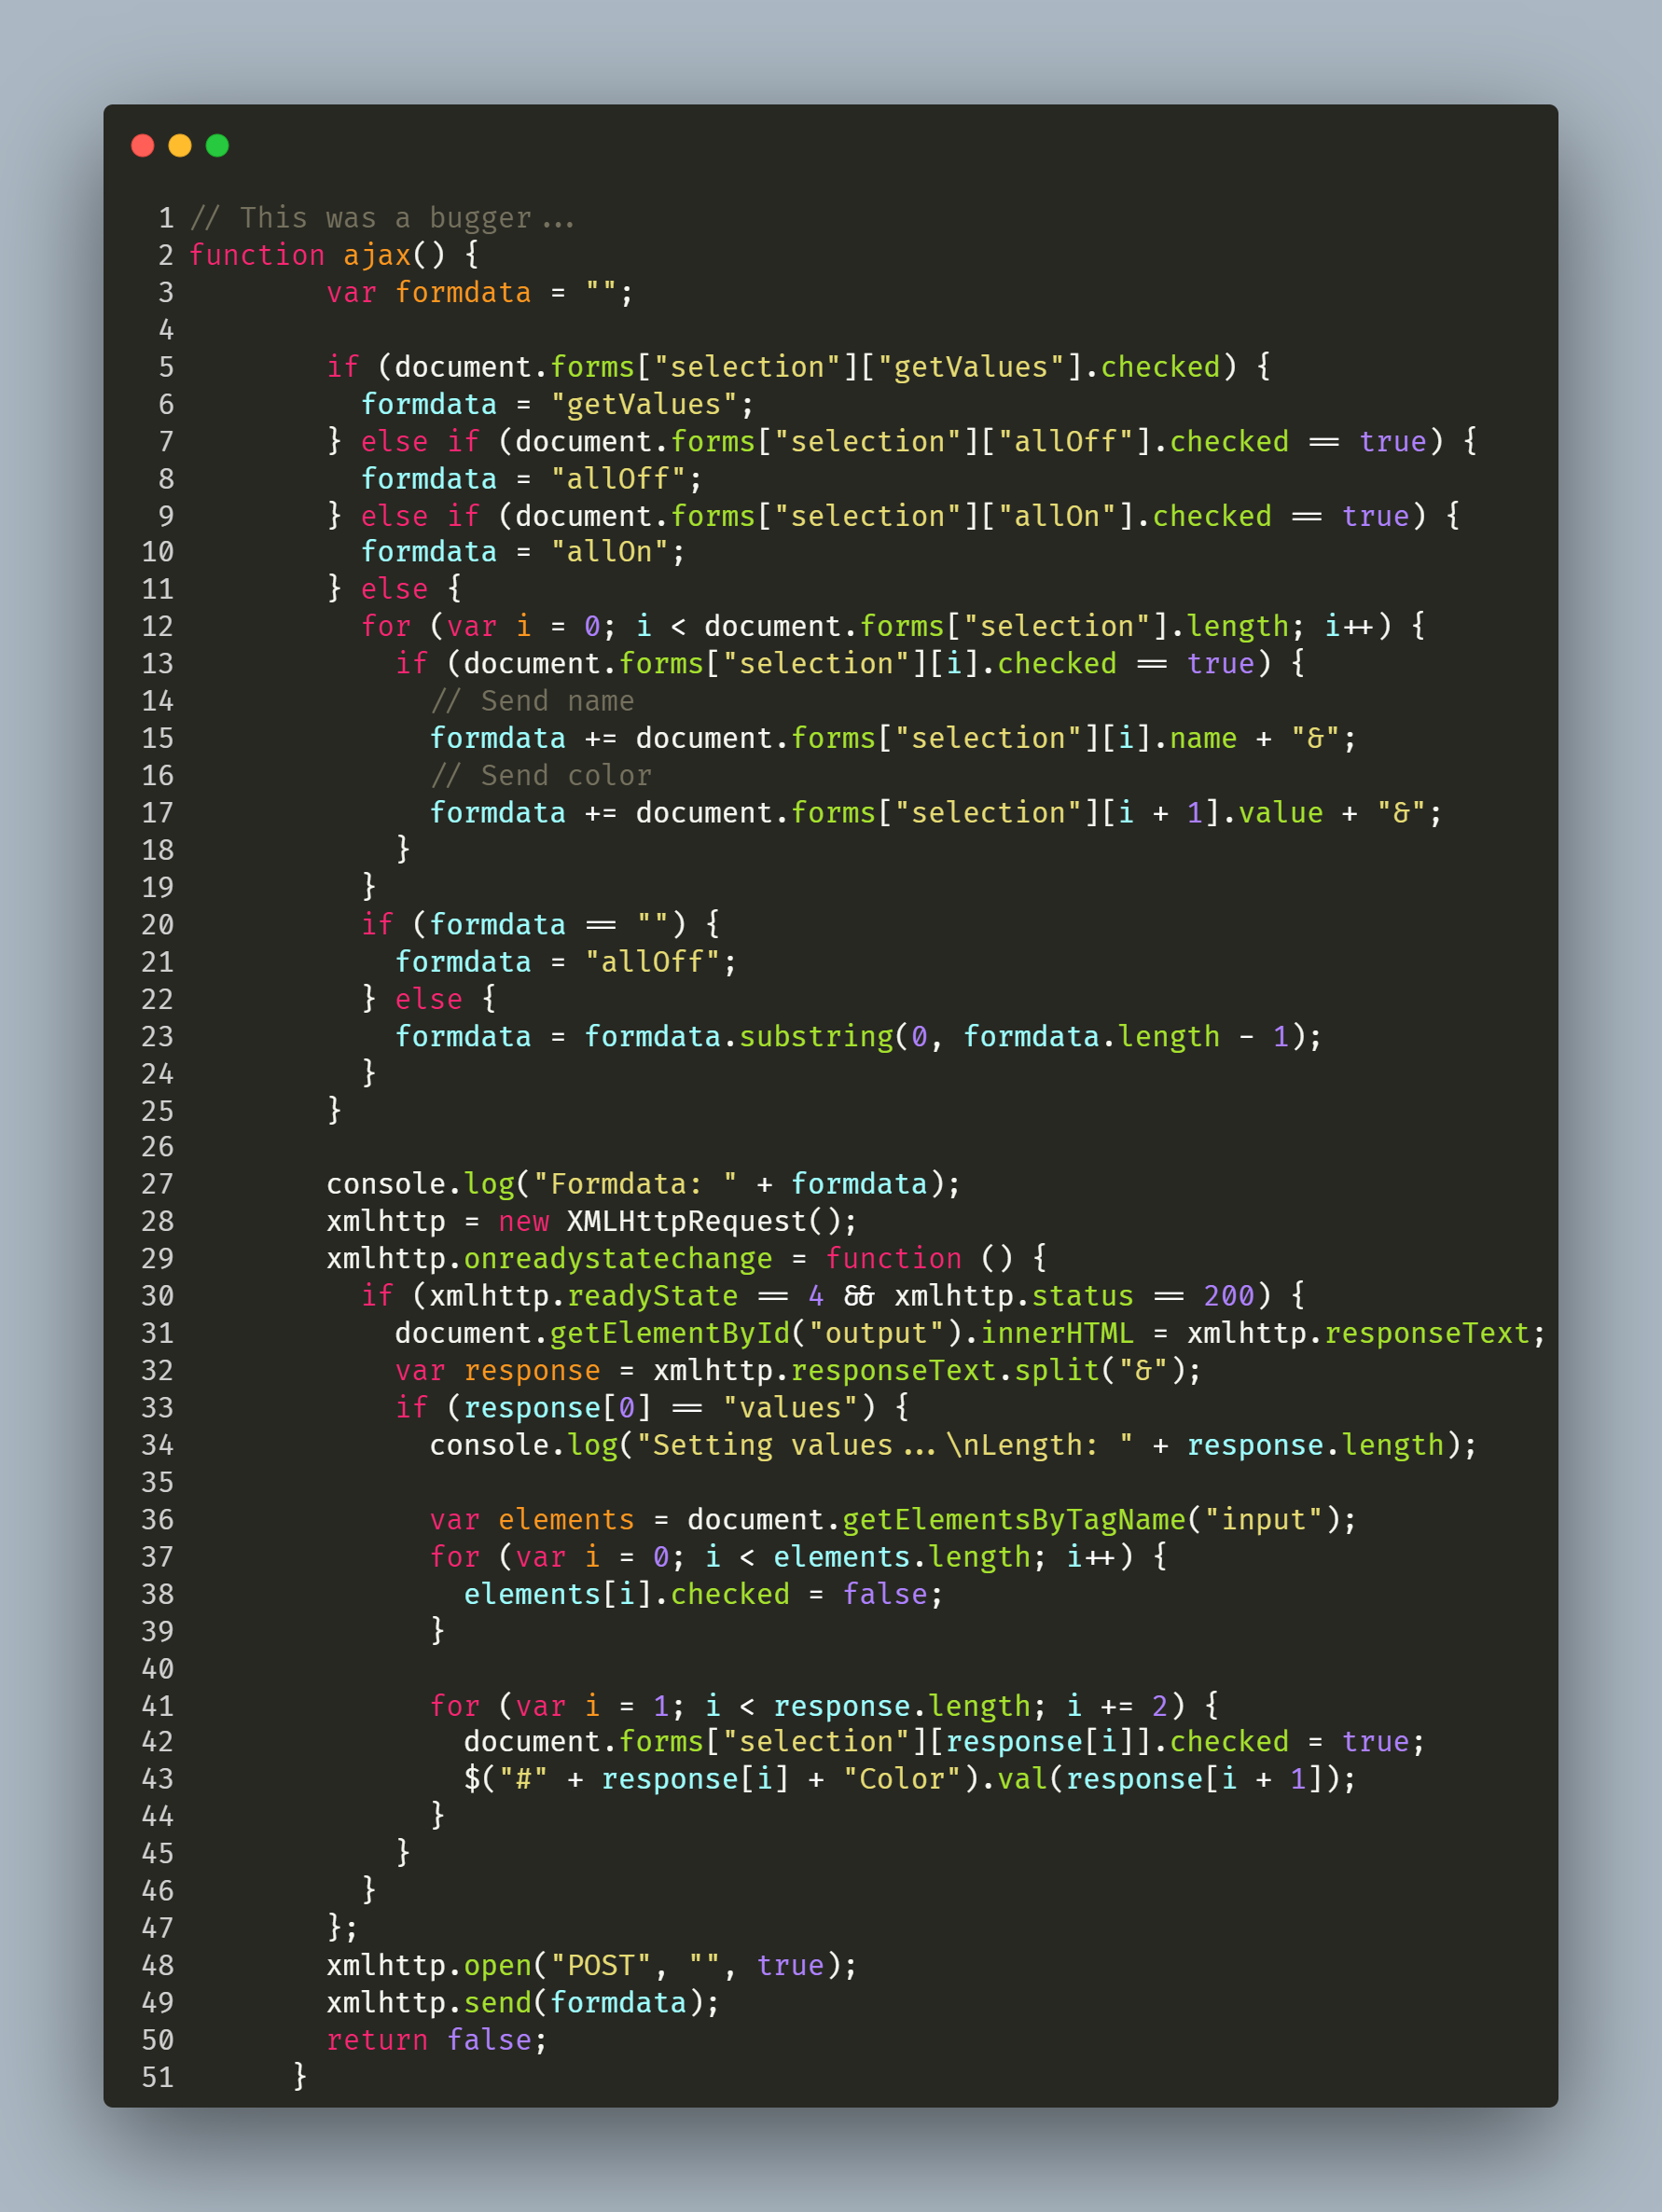 1 // This was a bugger...
2 function ajax() {
3         var formdata = "";
4
5         if (document.forms["selection"]["getValues"].checked) {
6           formdata = "getValues";
7         } else if (document.forms["selection"]["allOff"].checked == true) {
8           formdata = "allOff";
9         } else if (document.forms["selection"]["allOn"].checked == true) {
10           formdata = "allOn";
11         } else {
12           for (var i = 0; i < document.forms["selection"].length; i++) {
13             if (document.forms["selection"][i].checked == true) {
14               // Send name
15               formdata += document.forms["selection"][i].name + "&";
16               // Send color
17               formdata += document.forms["selection"][i + 1].value + "&";
18             }
19           }
20           if (formdata == "") {
21             formdata = "allOff";
22           } else {
23             formdata = formdata.substring(0, formdata.length - 1);
24           }
25         }
26
27         console.log("Formdata: " + formdata);
28         xmlhttp = new XMLHttpRequest();
29         xmlhttp.onreadystatechange = function () {
30           if (xmlhttp.readyState == 4 && xmlhttp.status == 200) {
31             document.getElementById("output").innerHTML = xmlhttp.responseText;
32             var response = xmlhttp.responseText.split("&");
33             if (response[0] == "values") {
34               console.log("Setting values...\nLength: " + response.length);
35
36               var elements = document.getElementsByTagName("input");
37               for (var i = 0; i < elements.length; i++) {
38                 elements[i].checked = false;
39               }
40
41               for (var i = 1; i < response.length; i += 2) {
42                 document.forms["selection"][response[i]].checked = true;
43                 $("#" + response[i] + "Color").val(response[i + 1]);
44               }
45             }
46           }
47         };
48         xmlhttp.open("POST", "", true);
49         xmlhttp.send(formdata);
50         return false;
51       }